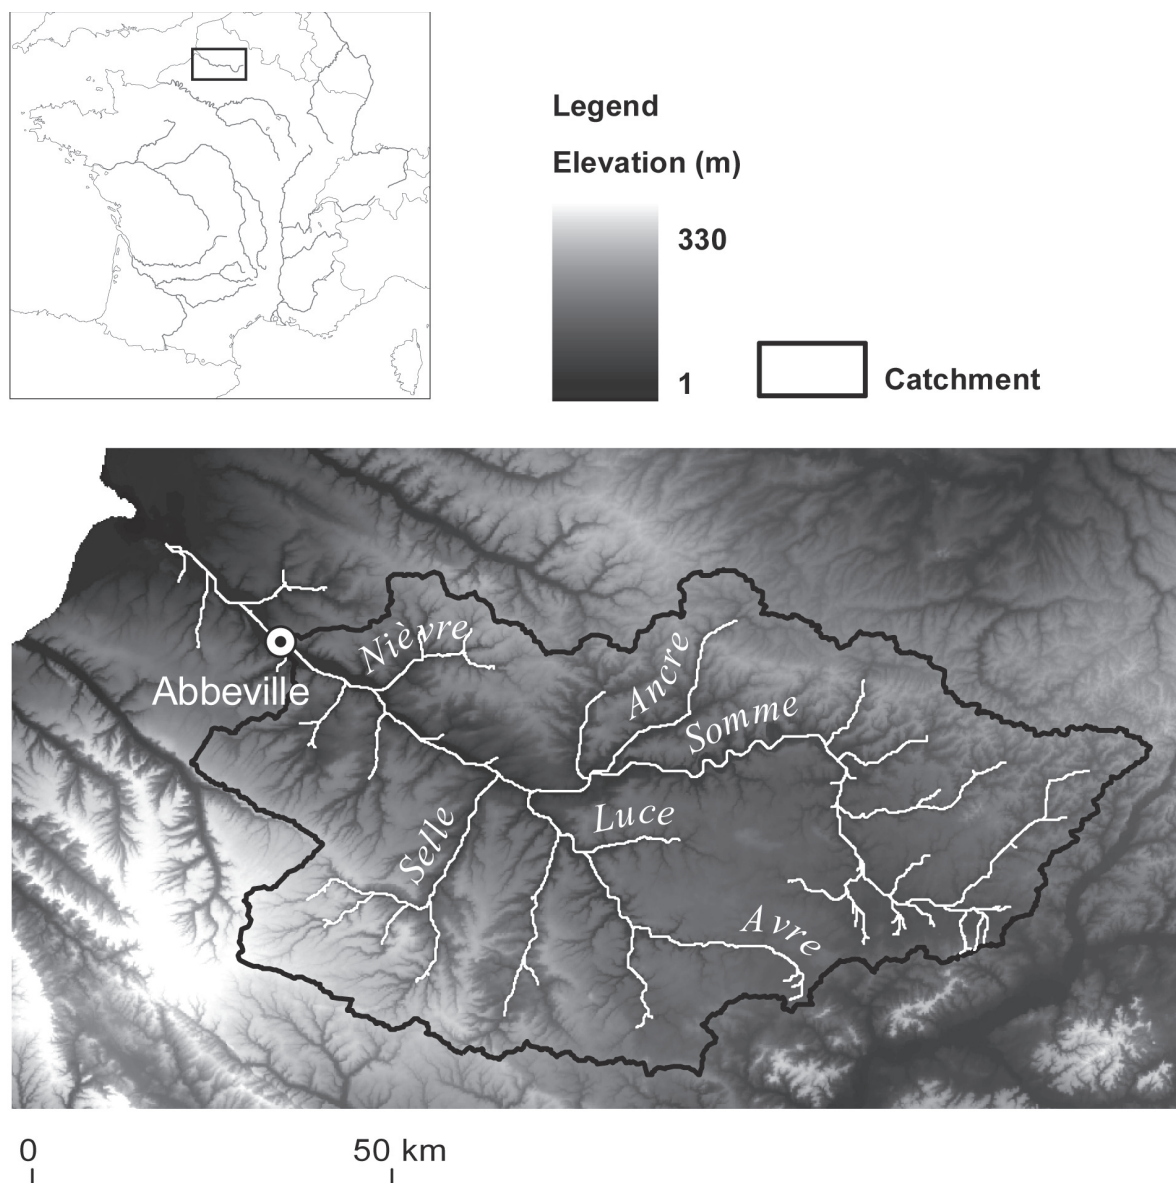 Legend
Elevation (m)
330
1
Catchment
Nièvre
Abbeville
Ancre
Somme
Luce
Selle
Avre
0
50 km